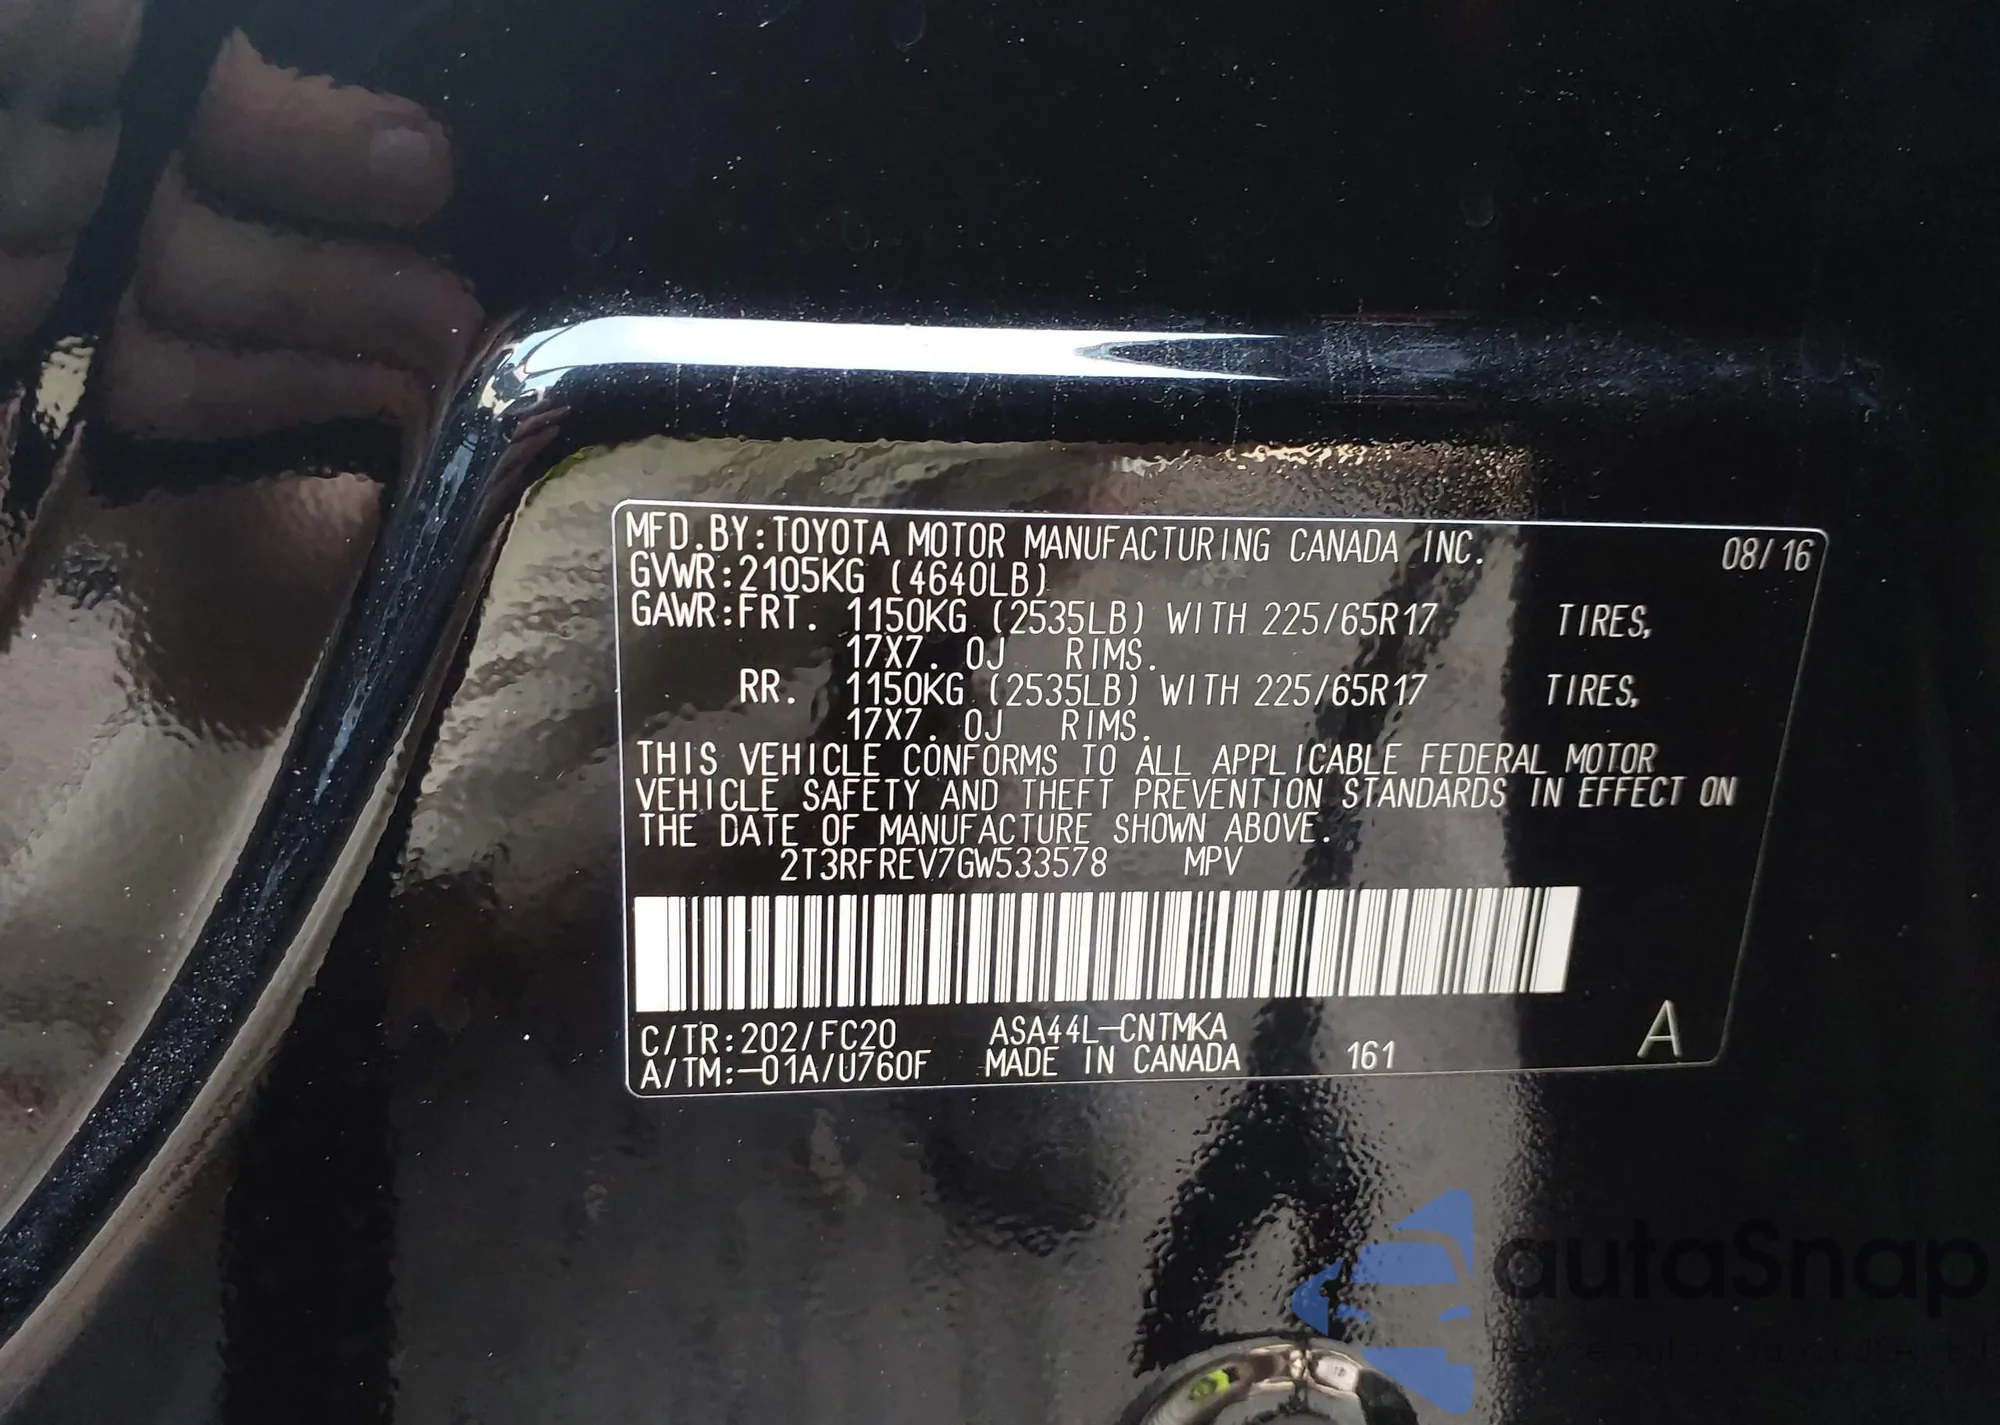 MFD.BY:TOYOTA MOTOR MANUFACTURING CANADA INC. 08/16
GVWR:2105KG (4640LB)
GAWR:FRT. 1150KG (2535LB) WITH 225/65R17 TIRES,
17X7.0J RIMS.
RR. 1150KG (2535LB) WITH 225/65R17 TIRES,
17X7.0J RIMS.
THIS VEHICLE CONFORMS TO ALL APPLICABLE FEDERAL MOTOR
VEHICLE SAFETY AND THEFT PREVENTION STANDARDS IN EFFECT ON
THE DATE OF MANUFACTURE SHOWN ABOVE.
2T3RFREV7GW533578 MPV
C/TR:202/FC20 ASA44L-CNTMKA
A/TM:-01A/U760F MADE IN CANADA 161 A
autaSnap